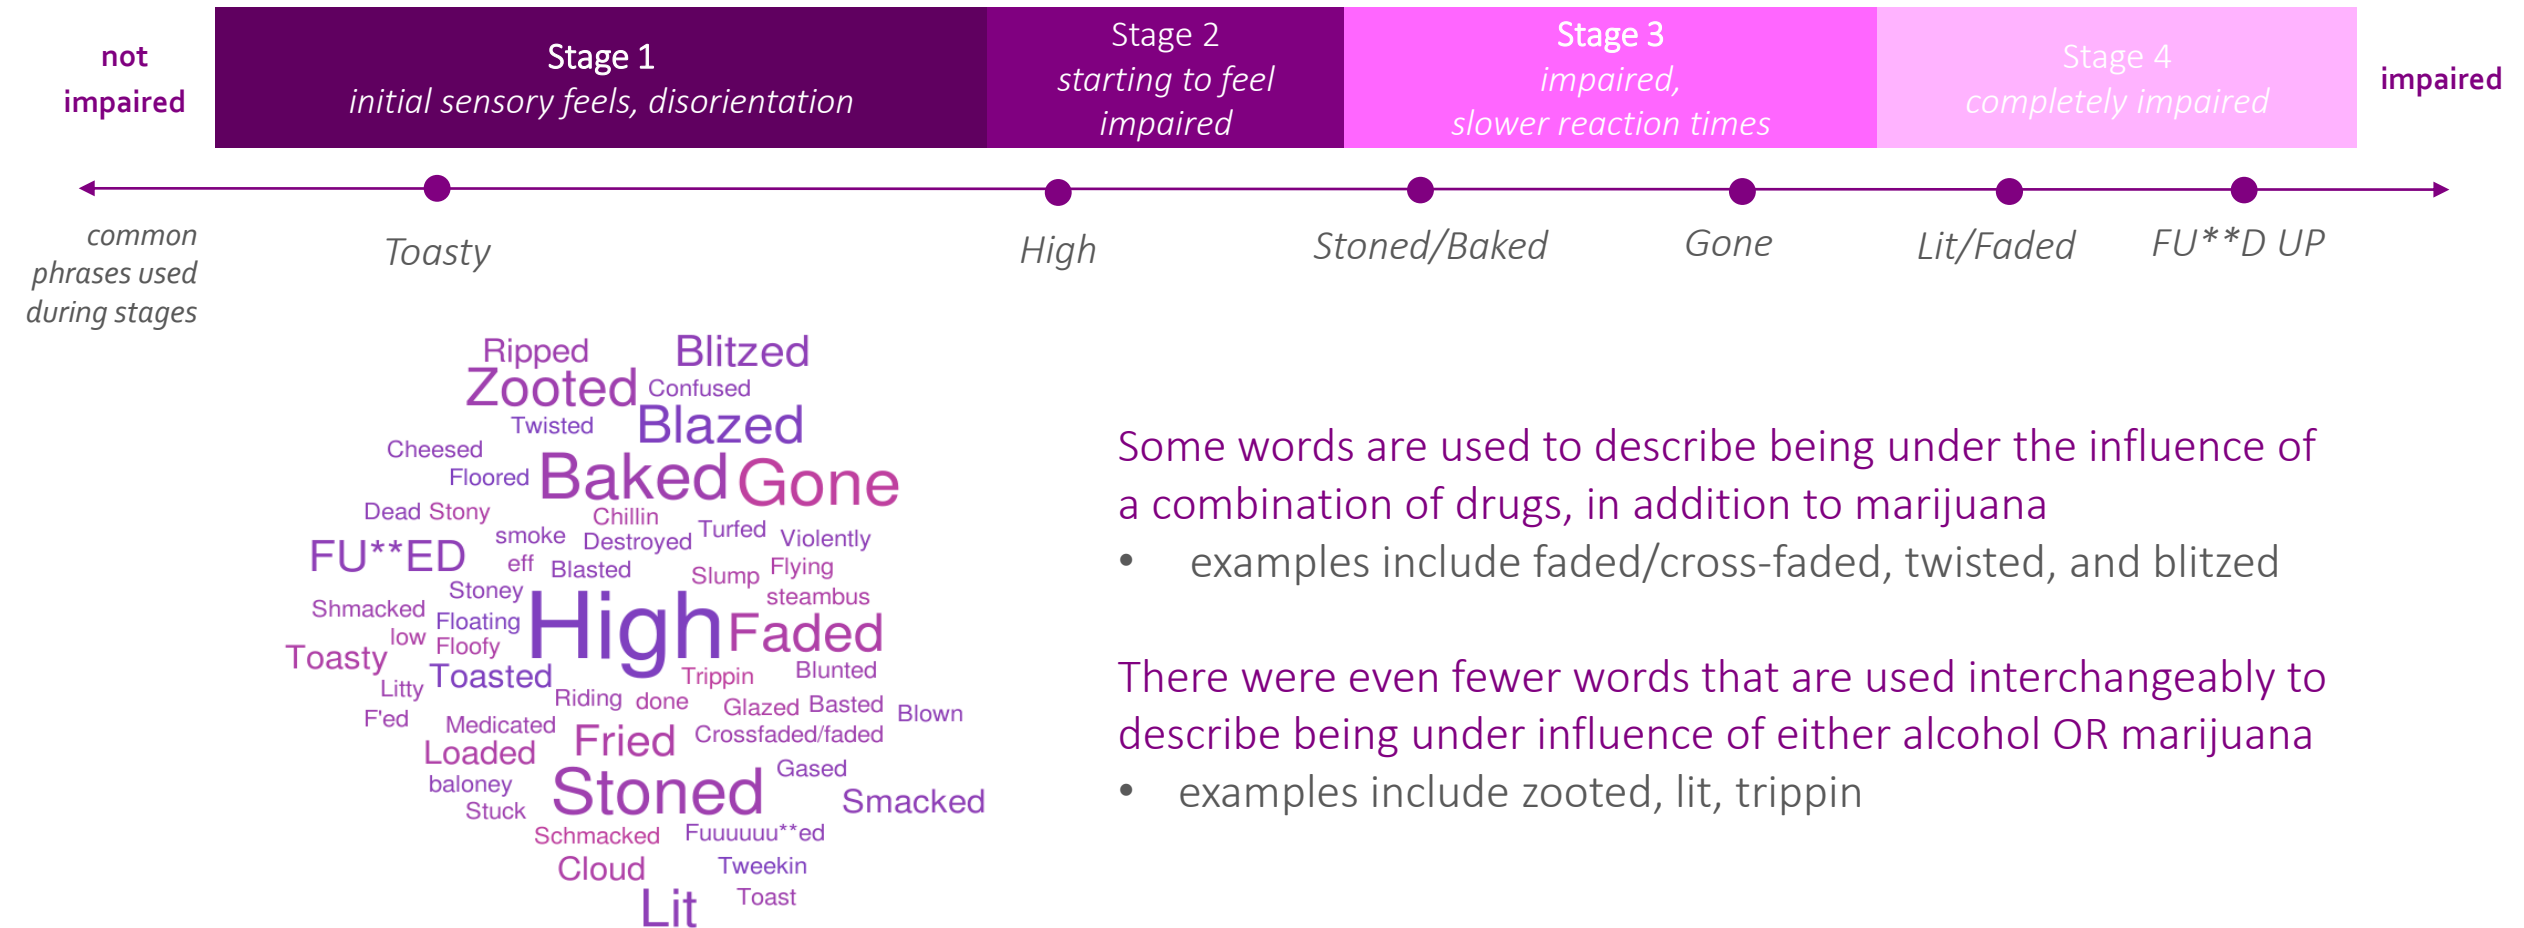 not
impaired
Stage 1
initial sensory feels, disorientation
Stage 2
starting to feel
impaired
Stage 3
impaired,
slower reaction times
Stage 4
completely impaired
impaired
common
phrases used
during stages
Toasty
High
Stoned/Baked
Gone
Lit/Faded
FU**D UP
Ripped
Blitzed
Zooted
Confused
Twisted
Blazed
Cheesed
Floored
Baked
Gone
Dead
Stony
Chillin
smoke
Destroyed
Turfed
Violently
FU**ED
eff
Blasted
Slump
Flying
Stoney
steambus
Shmacked
Floating
High
Faded
low
Floofy
Toasty
Toasted
Trippin
Blunted
Litty
Riding
done
Glazed
Basted
Blown
F'ed
Medicated
Fried
Crossfaded/faded
Loaded
Gased
baloney
Stoned
Smacked
Stuck
Schmacked
Fuuuuuu**ed
Cloud
Tweekin
Lit
Toast
Some words are used to describe being under the influence of
a combination of drugs, in addition to marijuana
• examples include faded/cross-faded, twisted, and blitzed
There were even fewer words that are used interchangeably to
describe being under influence of either alcohol OR marijuana
• examples include zooted, lit, trippin